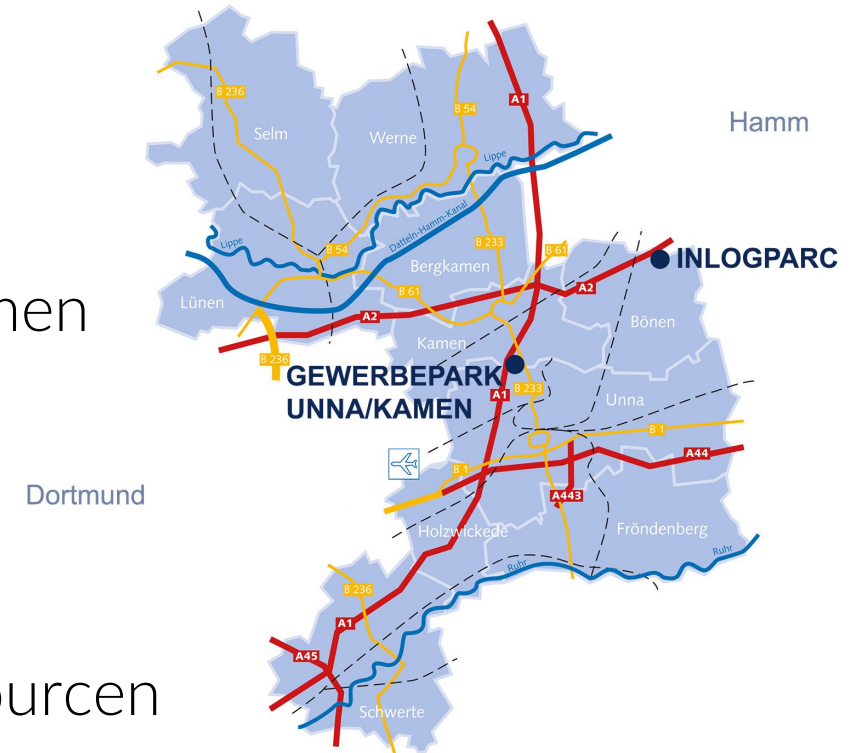 B 236
B 54
A1
Hamm
Selm
Werne
Lippe
Datteln-Hamm-Kanal
B 233
B 61
Lippe
B 54
INLOGPARC
Bergkamen
B 61
A2
Lünen
nen
A2
Bönen
Kamen
B 236
GEWERBEPARK
UNNA/KAMEN
B 233
A1
Unna
B 1
A44
B 1
Dortmund
A443
Holzwickede
Fröndenberg
Ruhr
Ruhr
B 236
A1
A45
ourcen
Schwerte